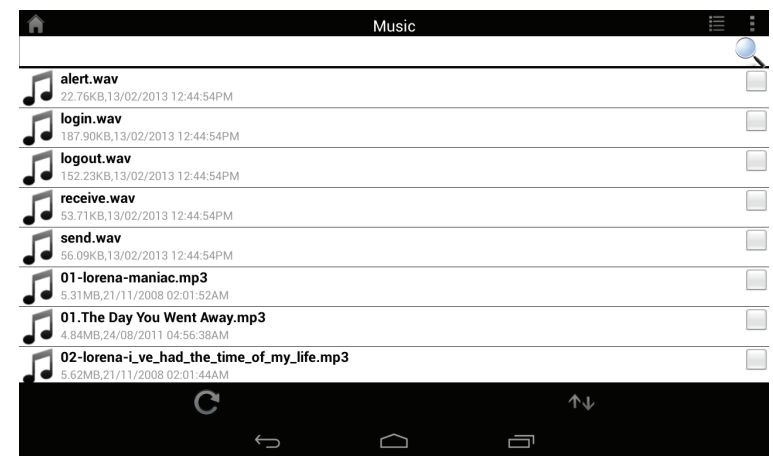 Music
alert.wav
22.76KB,13/02/2013 12:44:54PM
login.wav
187.90KB,13/02/2013 12:44:54PM
logout.wav
152.23KB,13/02/2013 12:44:54PM
receive.wav
53.71KB,13/02/2013 12:44:54PM
send.wav
56.09KB,13/02/2013 12:44:54PM
01-lorena-maniac.mp3
5.31MB,21/11/2008 02:01:52AM
01.The Day You Went Away.mp3
4.84MB,24/08/2011 04:56:38AM
02-lorena-i_ve_had_the_time_of_my_life.mp3
5.62MB,21/11/2008 02:01:44AM